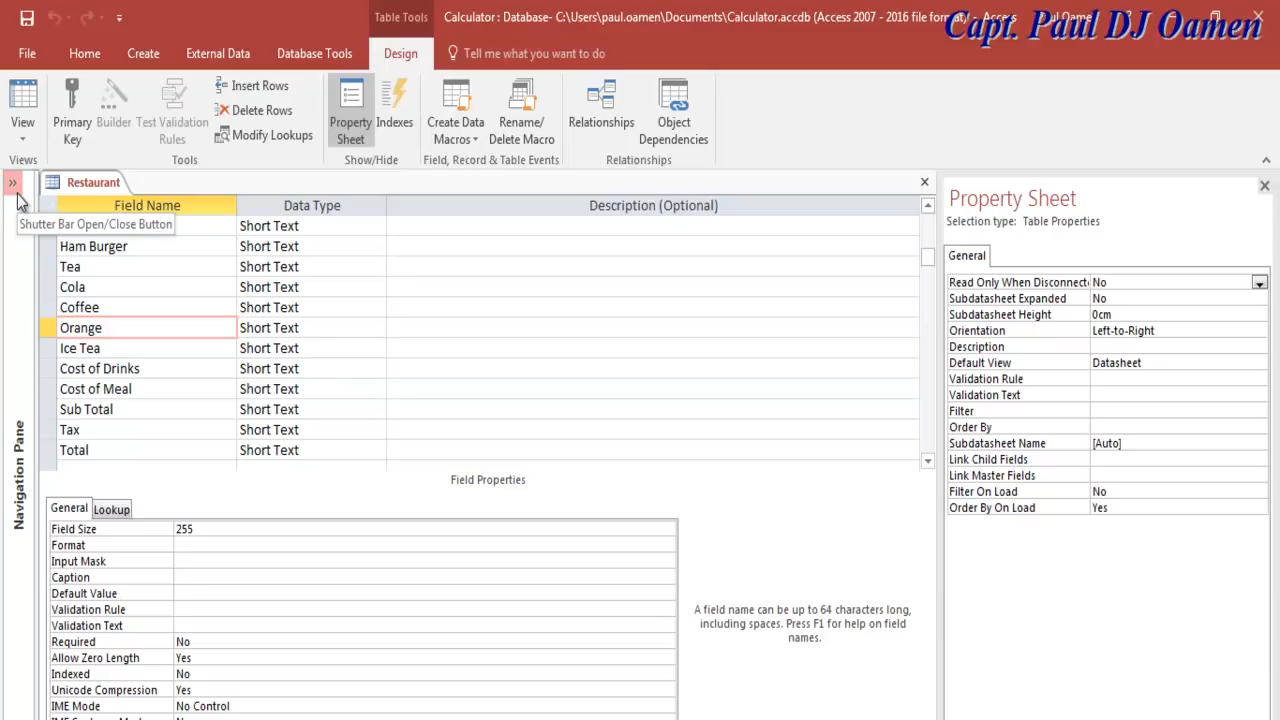 Table Tools
Calculator : Database- C:\Users\paul.oamen\Documents\Calculator.accdb (Access 2007 - 2016 file format) - Access
Capt. Paul DJ Oamen
File
Home
Create
External Data
Database Tools
Design
Tell me what you want to do
View
Primary Key
Builder
Test Validation Rules
Insert Rows
Delete Rows
Modify Lookups
Property Sheet
Indexes
Create Data Macros
Rename/ Delete Macro
Relationships
Object Dependencies
Views
Tools
Show/Hide
Field, Record & Table Events
Relationships
»
Restaurant
Shutter Bar Open/Close Button
Navigation Pane
Field Name Data Type Description (Optional)
Short Text
Ham Burger Short Text
Tea Short Text
Cola Short Text
Coffee Short Text
Orange Short Text
Ice Tea Short Text
Cost of Drinks Short Text
Cost of Meal Short Text
Sub Total Short Text
Tax Short Text
Total Short Text
Field Properties
General Lookup
Field Size 255
Format
Input Mask
Caption
Default Value
Validation Rule
Validation Text
Required No
Allow Zero Length Yes
Indexed No
Unicode Compression Yes
IME Mode No Control
A field name can be up to 64 characters long,
including spaces. Press F1 for help on field
names.
Property Sheet
Selection type: Table Properties
General
Read Only When Disconnect No
Subdatasheet Expanded No
Subdatasheet Height 0cm
Orientation Left-to-Right
Description
Default View Datasheet
Validation Rule
Validation Text
Filter
Order By
Subdatasheet Name [Auto]
Link Child Fields
Link Master Fields
Filter On Load No
Order By On Load Yes